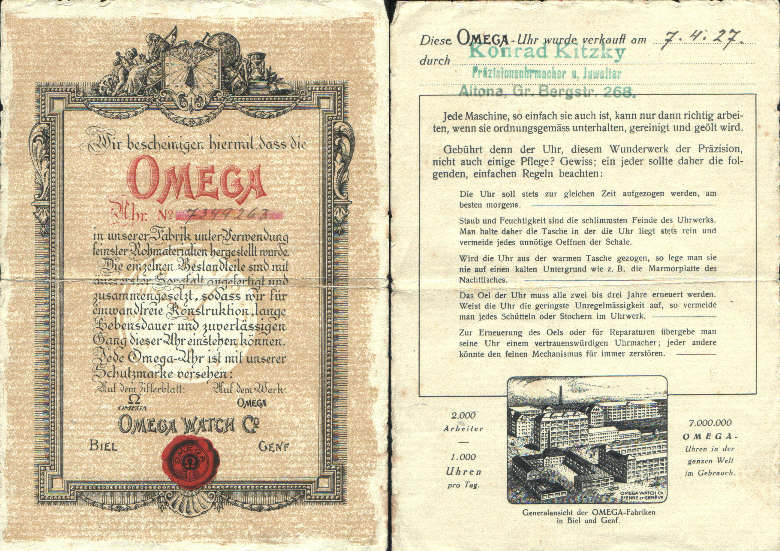 Wir bescheinigen hiermit dass die
OMEGA
Uhr. No 7399263
in unserer Fabrik unter Verwendung
feinster Rohmaterialien hergestellt wurde.
Die einzelnen Bestandteile sind mit
äusserster Sorgfalt angefertigt und
zusammengesetzt, sodass wir für
einwandfreie Konstruktion, lange
Lebensdauer und zuverlässigen
Gang dieser Uhr einstehen können.
Jede Omega-Uhr ist mit unserer
Schutzmarke versehen:
Auf dem Zifferblatt: Auf dem Werk:
Ω
OMEGA OMEGA
OMEGA WATCH Co
BIEL GENF
Diese OMEGA-Uhr wurde verkauft am 7.4.27.
durch Konrad Kitzky
Präzisionsuhrmacher u. Juwelier
Altona, Gr. Bergstr. 268.
Jede Maschine, so einfach sie auch ist, kann nur dann richtig arbei-
ten, wenn sie ordnungsgemäss unterhalten, gereinigt und geölt wird.
Gebührt denn der Uhr, diesem Wunderwerk der Präzision,
nicht auch einige Pflege? Gewiss; ein jeder sollte daher die fol-
genden, einfachen Regeln beachten:
Die Uhr soll stets zur gleichen Zeit aufgezogen werden, am
besten morgens.
Staub und Feuchtigkeit sind die schlimmsten Feinde des Uhrwerks.
Man halte daher die Tasche in der die Uhr liegt stets rein und
vermeide jedes unnötige Oeffnen der Schale.
Wird die Uhr aus der warmen Tasche gezogen, so lege man sie
nie auf einen kalten Untergrund wie z. B. die Marmorplatte des
Nachttisches.
Das Oel der Uhr muss alle zwei bis drei Jahre erneuert werden.
Weist die Uhr die geringste Unregelmässigkeit auf, so vermeide
man jedes Schütteln oder Stochern im Uhrwerk.
Zur Erneuerung des Oels oder für Reparaturen übergebe man
seine Uhr einem vertrauenswürdigen Uhrmacher; jeder andere
könnte den feinen Mechanismus für immer zerstören.
2.000
Arbeiter
—
1.000
Uhren
pro Tag.
OMEGA WATCH Co
BIENNE et GENÈVE
7.000.000
OMEGA-
Uhren in der
ganzen Welt
im Gebrauch.
Generalansicht der OMEGA-Fabriken
in Biel und Genf.